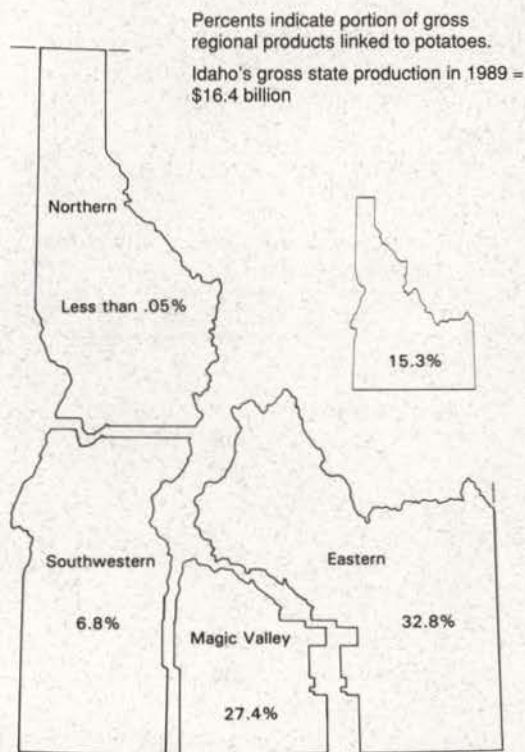 Percents indicate portion of gross
regional products linked to potatoes.
Idaho's gross state production in 1989 =
$16.4 billion
Northern
Less than .05%
15.3%
Southwestern
6.8%
Magic Valley
27.4%
Eastern
32.8%